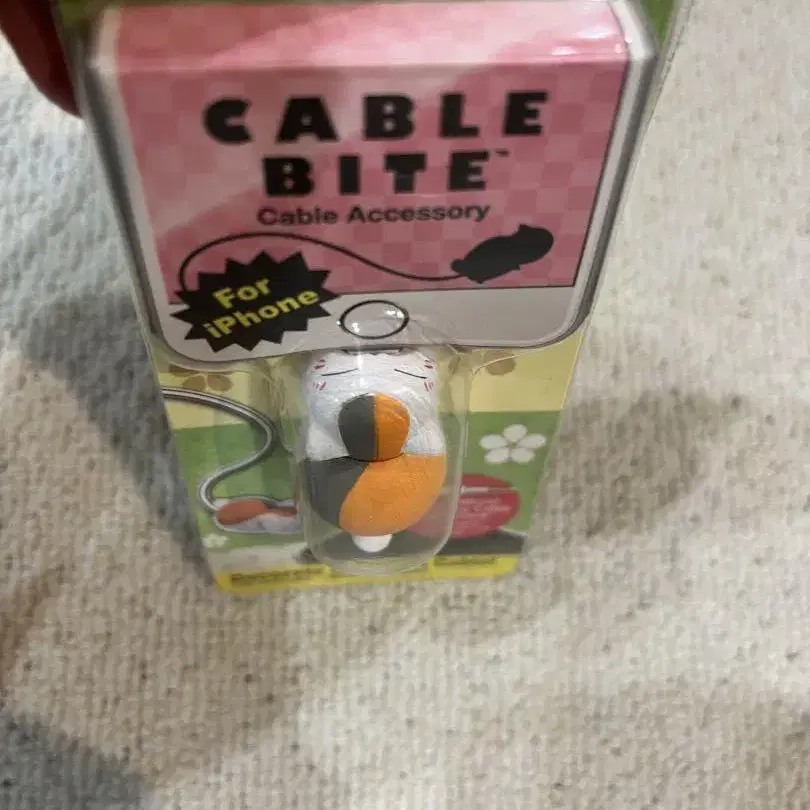 CABLE
BITE™
Cable Accessory
For
iPhone